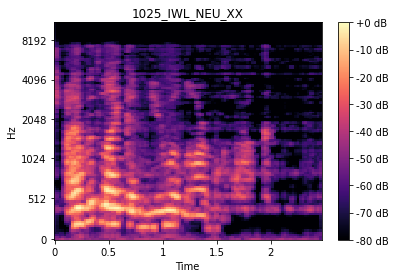 1025_IWL_NEU_XX
+0 dB
8192
-10 dB
4096
-20 dB
-30 dB
2048
Hz
-40 dB
1024
-50 dB
512
-60 dB
-70 dB
0
-80 dB
0 0.5 1 1.5 2
Time